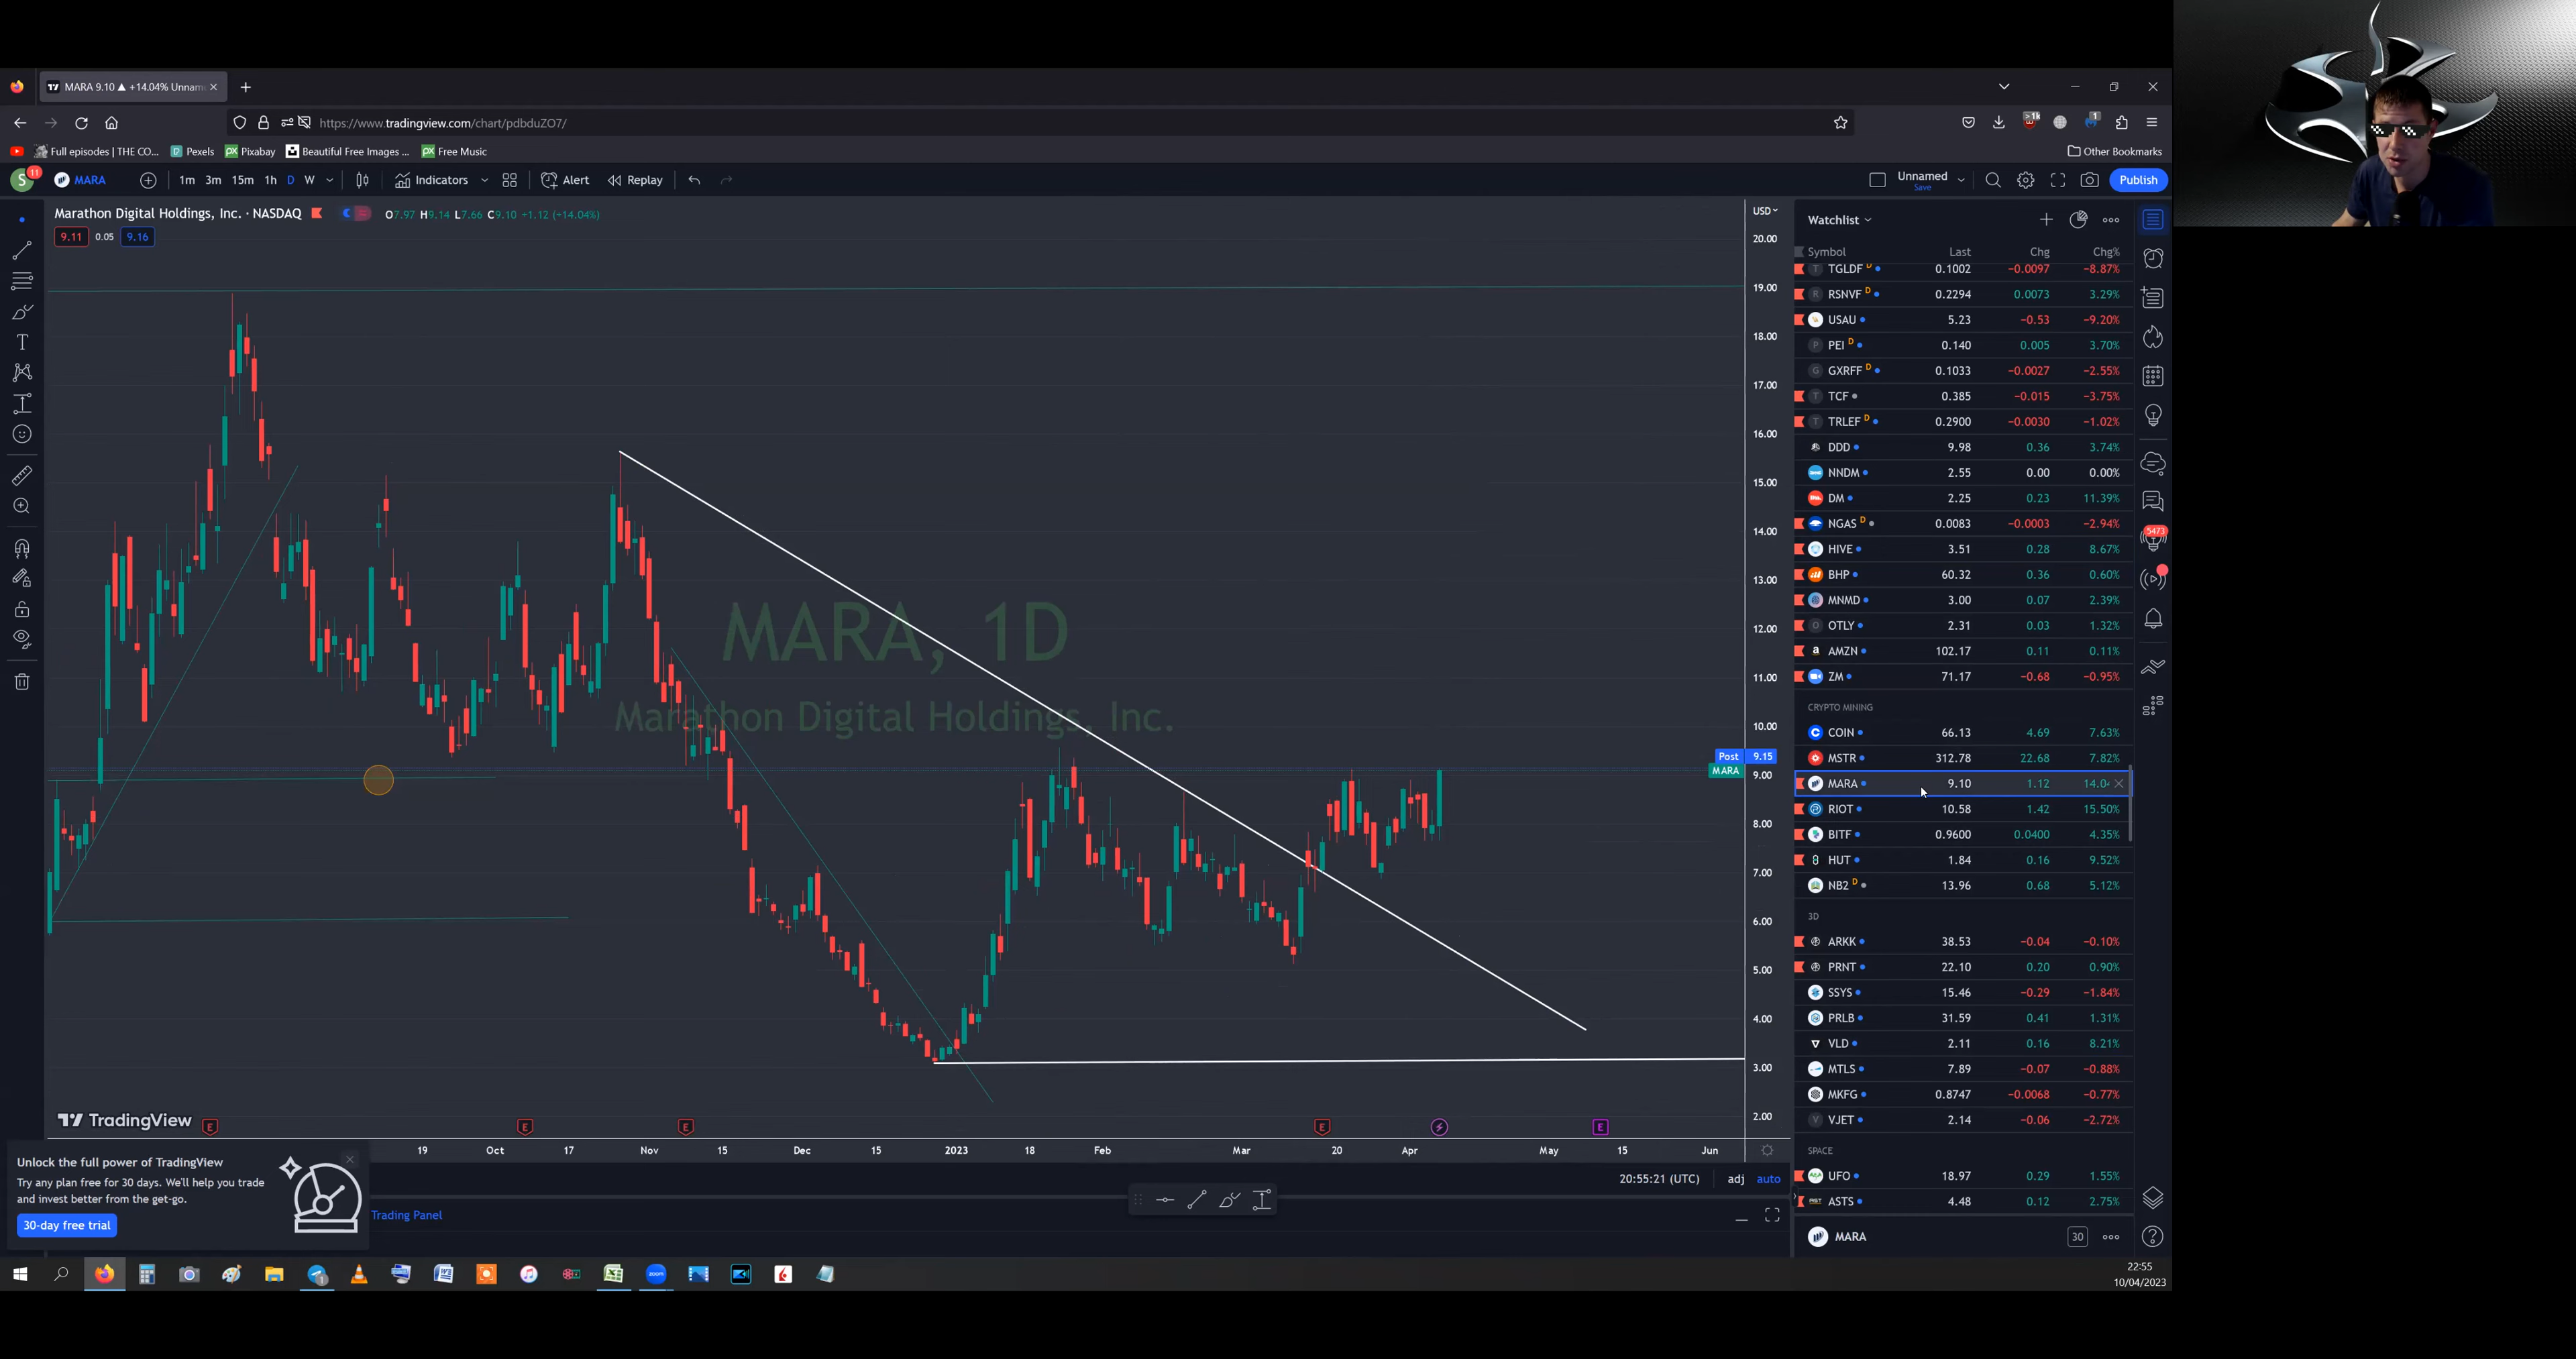 MARA 9.10 ▲ +14.04% Unnam
https://www.tradingview.com/chart/pdbduZO7/
Full episodes | THE CO... Pexels Pixabay Beautiful Free Images ... Free Music
Other Bookmarks
S 11 MARA 1m 3m 15m 1h D W Indicators Alert Replay Unnamed Save Publish
Marathon Digital Holdings, Inc. · NASDAQ O7.97 H9.14 L7.66 C9.10 +1.12 (+14.04%)
9.11 0.05 9.16
USD
20.00
19.00
18.00
17.00
16.00
15.00
14.00
13.00
12.00
11.00
10.00
Post 9.15
MARA
9.00
8.00
7.00
6.00
5.00
4.00
3.00
2.00
MARA, 1D
Marathon Digital Holdings, Inc.
TradingView
E E E E E
19 Oct 17 Nov 15 Dec 15 2023 18 Feb Mar 20 Apr May 15 Jun
20:55:21 (UTC) adj auto
Unlock the full power of TradingView
Try any plan free for 30 days. We'll help you trade
and invest better from the get-go.
30-day free trial
Trading Panel
Watchlist
Symbol Last Chg Chg%
TGLDF D 0.1002 −0.0097 −8.87%
RSNVF D 0.2294 0.0073 3.29%
USAU 5.23 −0.53 −9.20%
PEI D 0.140 0.005 3.70%
GXRFF D 0.1033 −0.0027 −2.55%
TCF 0.385 −0.015 −3.75%
TRLEF D 0.2900 −0.0030 −1.02%
DDD 9.98 0.36 3.74%
NNDM 2.55 0.00 0.00%
DM 2.25 0.23 11.39%
NGAS D 0.0083 −0.0003 −2.94%
HIVE 3.51 0.28 8.67%
BHP 60.32 0.36 0.60%
MNMD 3.00 0.07 2.39%
OTLY 2.31 0.03 1.32%
AMZN 102.17 0.11 0.11%
ZM 71.17 −0.68 −0.95%
CRYPTO MINING
COIN 66.13 4.69 7.63%
MSTR 312.78 22.68 7.82%
MARA 9.10 1.12 14.0
RIOT 10.58 1.42 15.50%
BITF 0.9600 0.0400 4.35%
HUT 1.84 0.16 9.52%
NB2 D 13.96 0.68 5.12%
3D
ARKK 38.53 −0.04 −0.10%
PRNT 22.10 0.20 0.90%
SSYS 15.46 −0.29 −1.84%
PRLB 31.59 0.41 1.31%
VLD 2.11 0.16 8.21%
MTLS 7.89 −0.07 −0.88%
MKFG 0.8747 −0.0068 −0.77%
VJET 2.14 −0.06 −2.72%
SPACE
UFO 18.97 0.29 1.55%
ASTS 4.48 0.12 2.75%
MARA 30
5473
22:55
10/04/2023